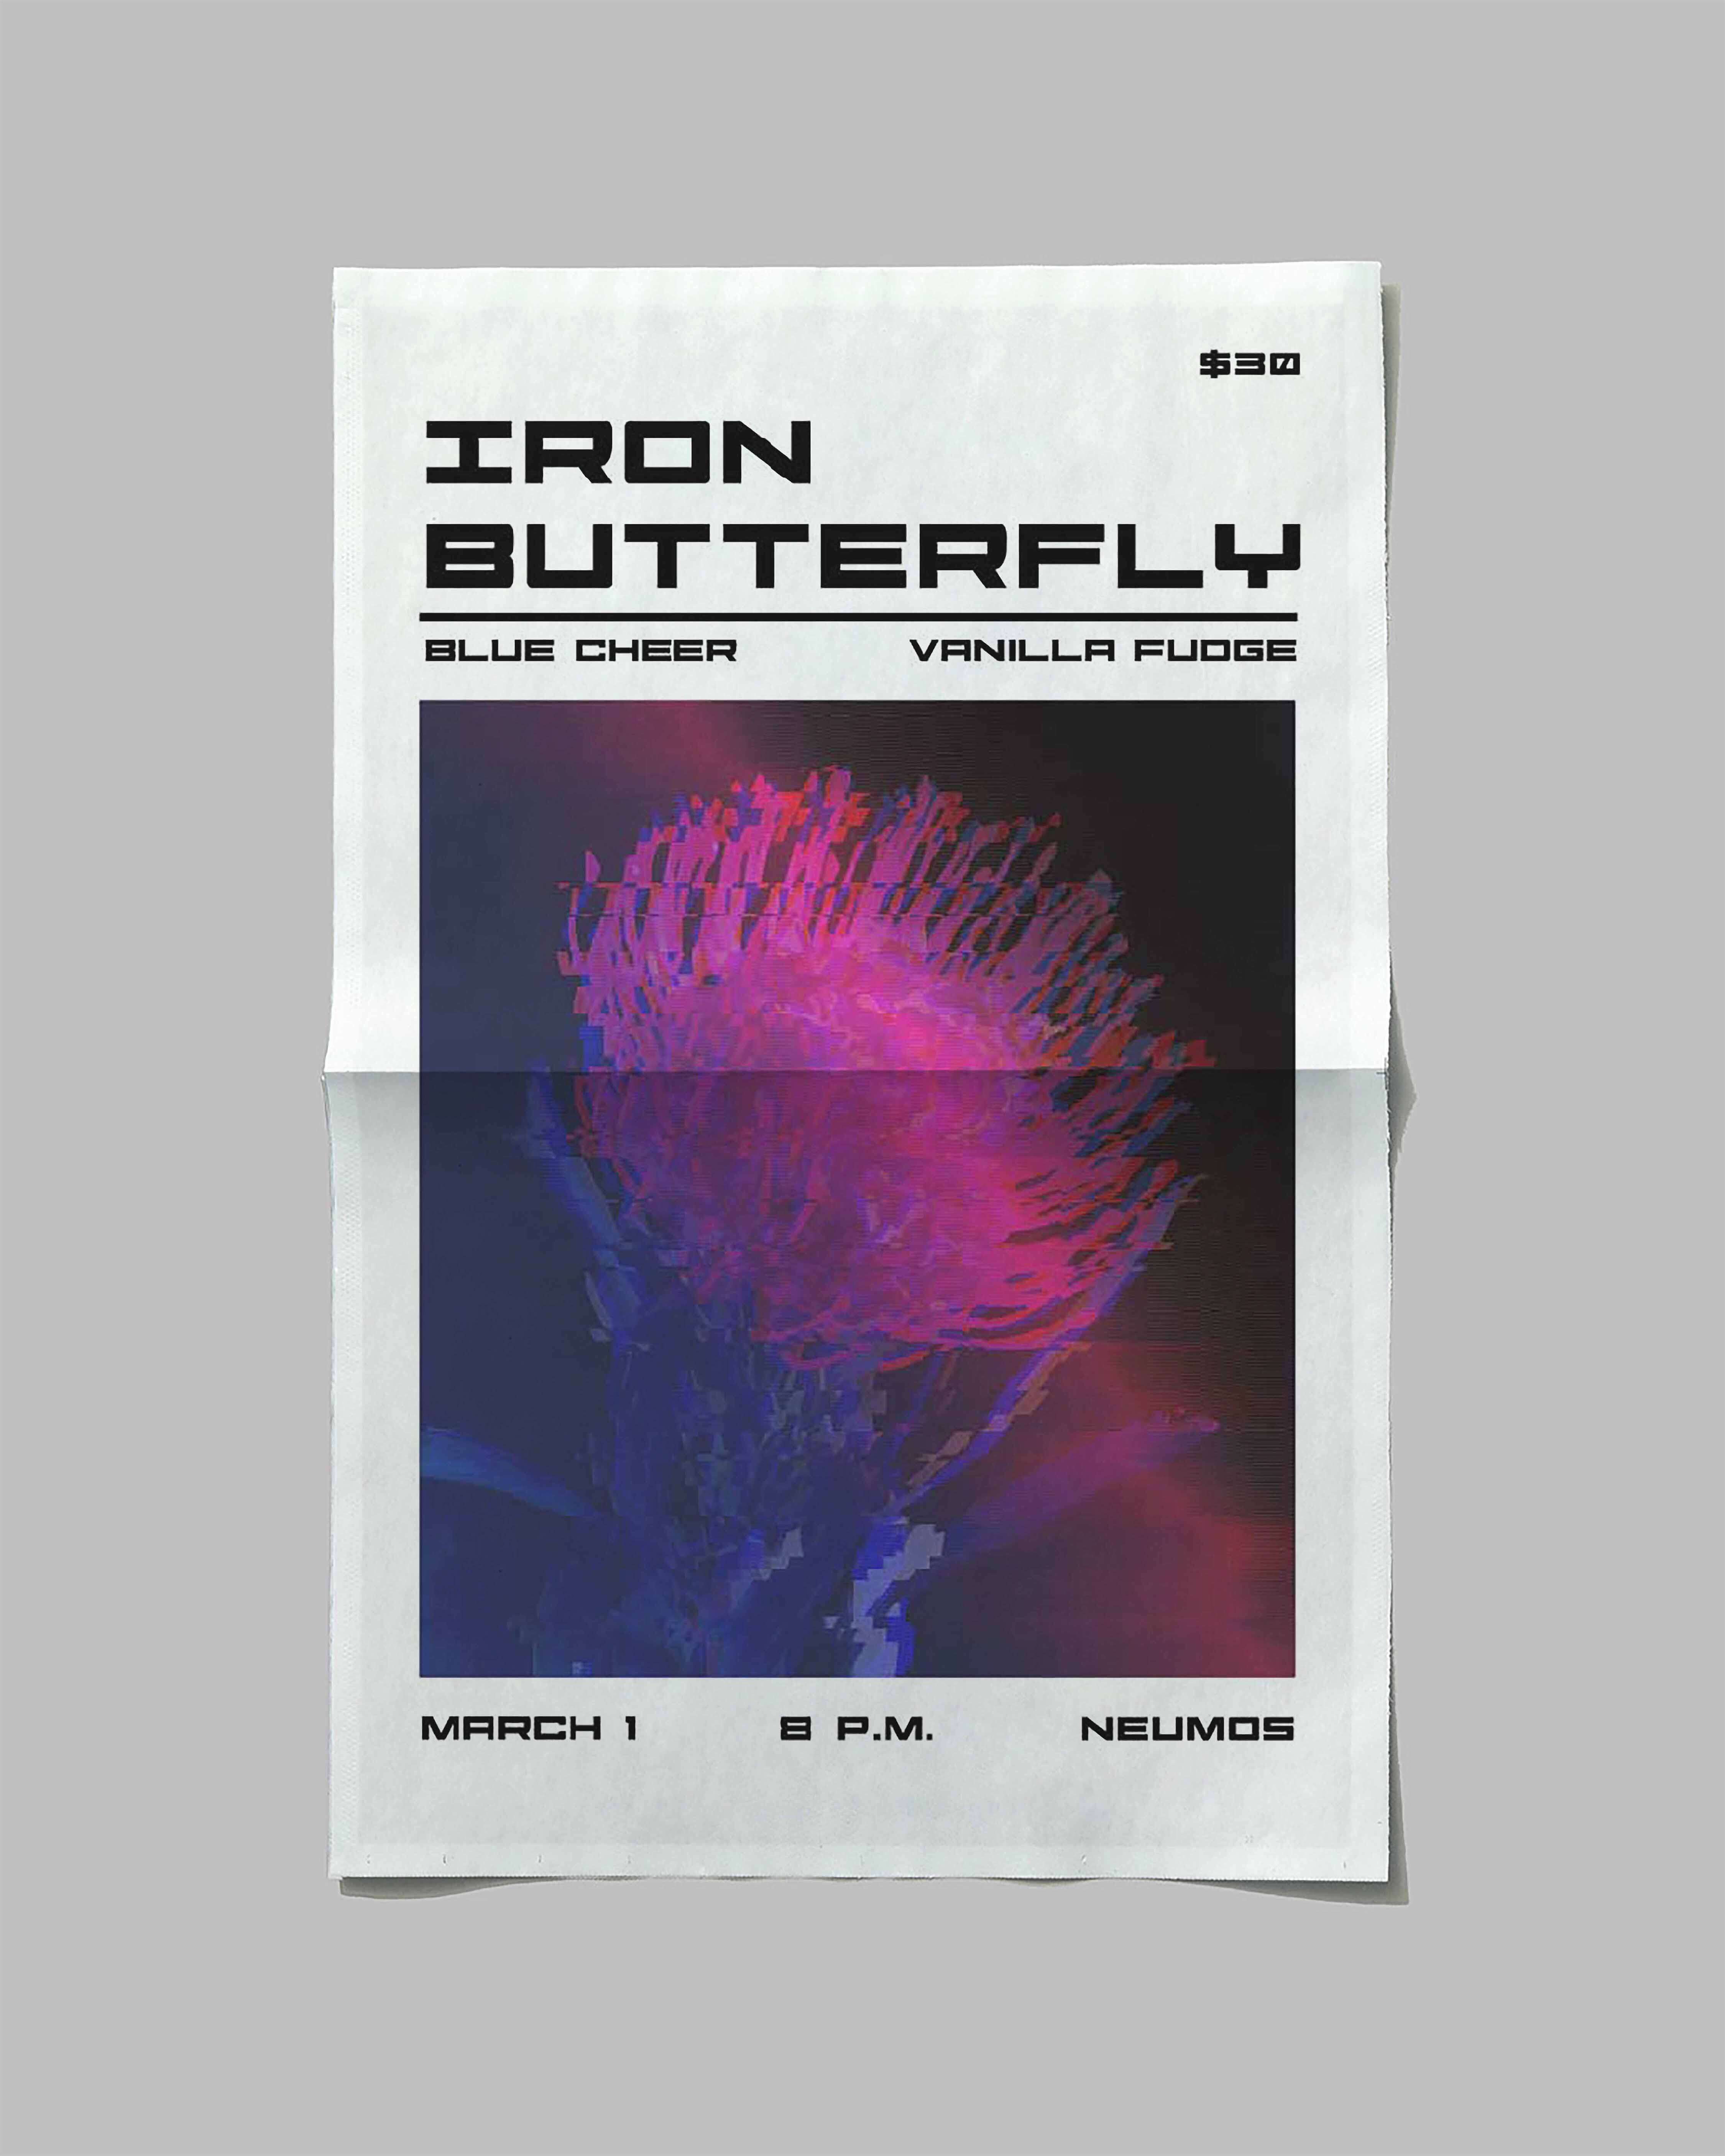 $30
IRON
BUTTERFLY
BLUE CHEER VANILLA FUDGE
MARCH 1 8 P.M. NEUMOS